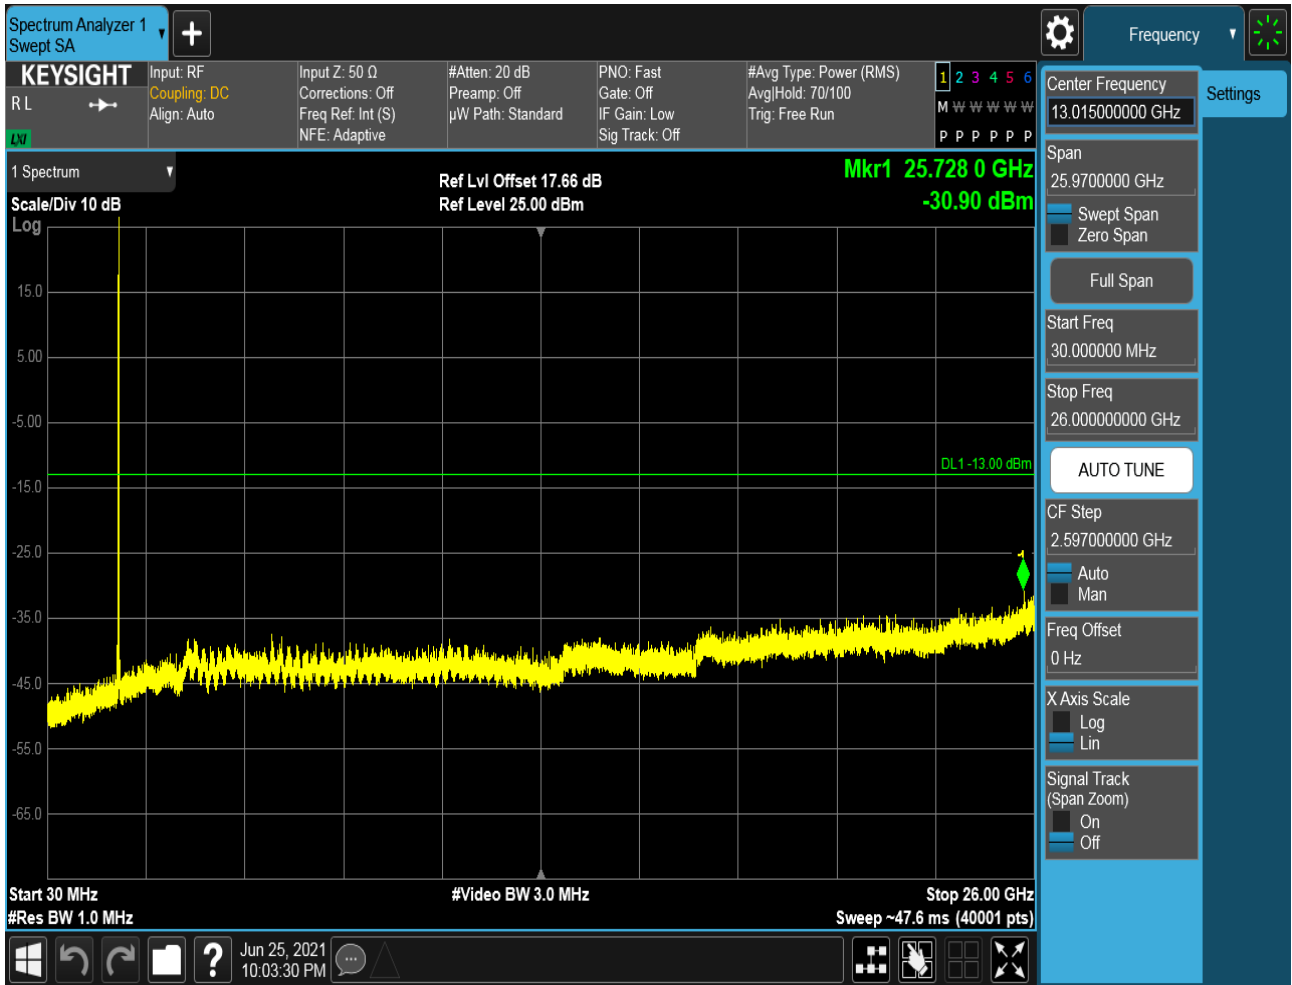 Spectrum Analyzer 1
Swept SA
Frequency
KEYSIGHT
R L
LXI
Input: RF
Coupling: DC
Align: Auto
Input Z: 50 Ω
Corrections: Off
Freq Ref: Int (S)
NFE: Adaptive
#Atten: 20 dB
Preamp: Off
µW Path: Standard
PNO: Fast
Gate: Off
IF Gain: Low
Sig Track: Off
#Avg Type: Power (RMS)
Avg|Hold: 70/100
Trig: Free Run
1 2 3 4 5 6
M W W W W W
P P P P P P
1 Spectrum
Scale/Div 10 dB
Log
Ref Lvl Offset 17.66 dB
Ref Level 25.00 dBm
Mkr1 25.728 0 GHz
-30.90 dBm
15.0
5.00
-5.00
DL1 -13.00 dBm
-15.0
-25.0
1
-35.0
-45.0
-55.0
-65.0
Start 30 MHz
#Res BW 1.0 MHz
#Video BW 3.0 MHz
Stop 26.00 GHz
Sweep ~47.6 ms (40001 pts)
Center Frequency
13.015000000 GHz
Settings
Span
25.9700000 GHz
Swept Span
Zero Span
Full Span
Start Freq
30.000000 MHz
Stop Freq
26.000000000 GHz
AUTO TUNE
CF Step
2.597000000 GHz
Auto
Man
Freq Offset
0 Hz
X Axis Scale
Log
Lin
Signal Track
(Span Zoom)
On
Off
?
Jun 25, 2021
10:03:30 PM